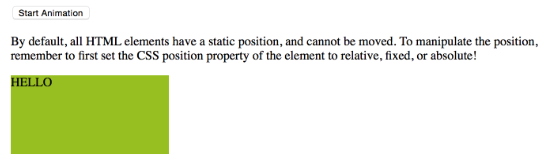 Start Animation
By default, all HTML elements have a static position, and cannot be moved. To manipulate the position,
remember to first set the CSS position property of the element to relative, fixed, or absolute!
HELLO